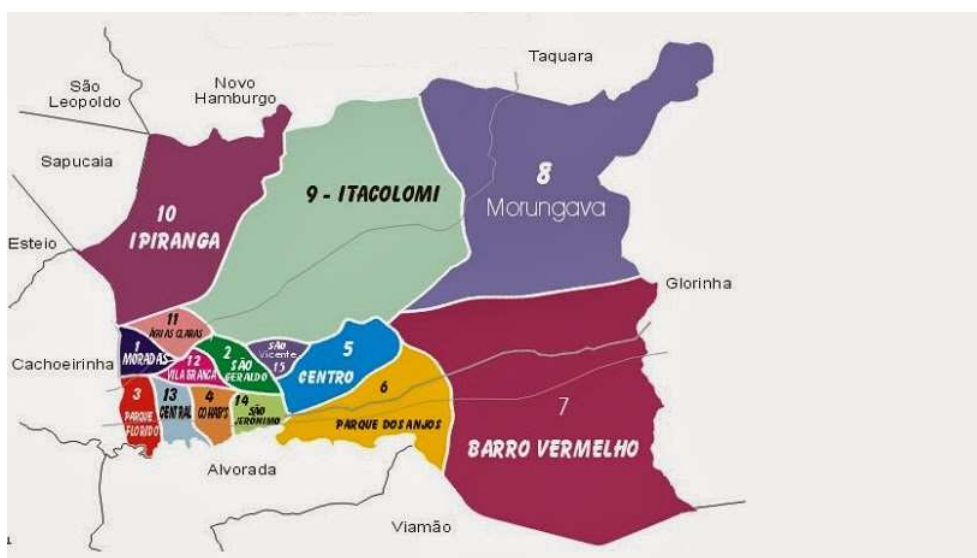 Taquara
São
Leopoldo
Novo
Hamburgo
Sapucaia
8
Morungava
9 - ITACOLOMI
10
IPIRANGA
Esteio
Glorinha
11
ÁGUAS CLARAS
Cachoeirinha
1
MORADAS
12
VILA BRANCA
2
SÃO
GERALDO
SÃO
Vicente
15
5
CENTRO
3
PARQUE
FLORIDO
13
CENTRAL
4
COHAB'S
14
SÃO
JERÔNIMO
6
PARQUE DOS ANJOS
7
BARRO VERMELHO
Alvorada
Viamão